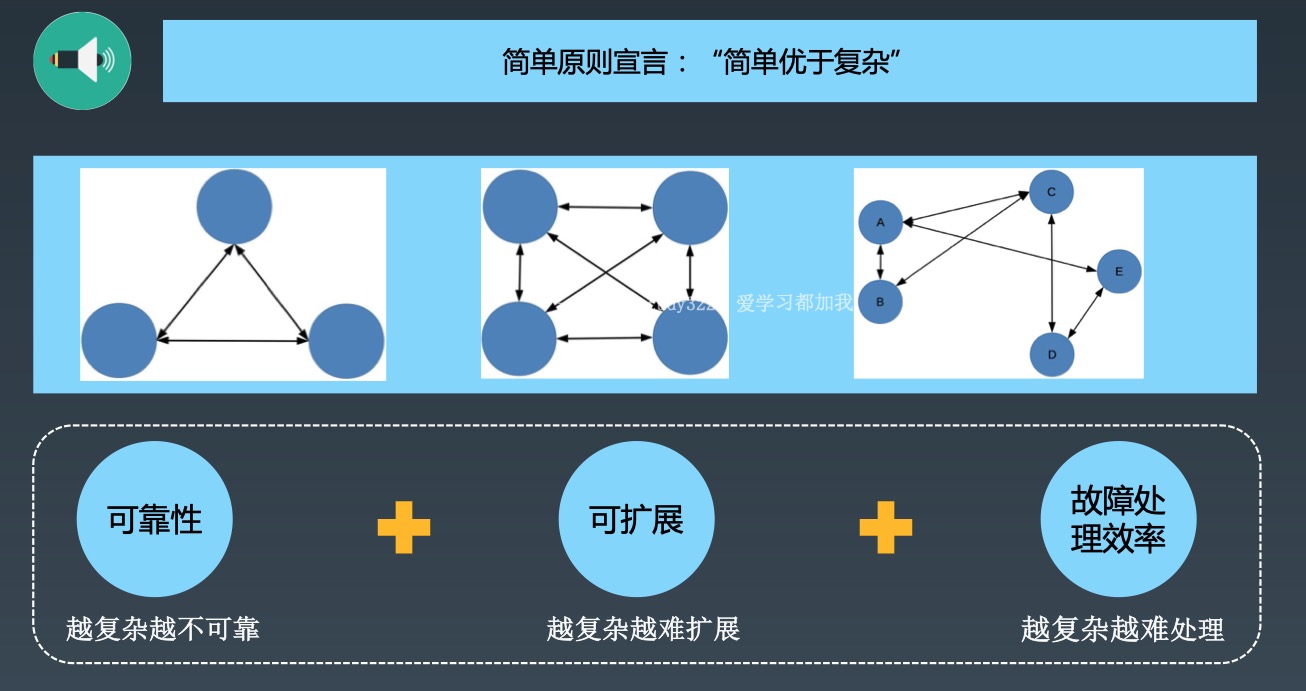 简单原则宣言：“简单优于复杂”
爱学习都加我
C
A
E
B
D
可靠性
可扩展
故障处
理效率
越复杂越不可靠
越复杂越难扩展
越复杂越难处理